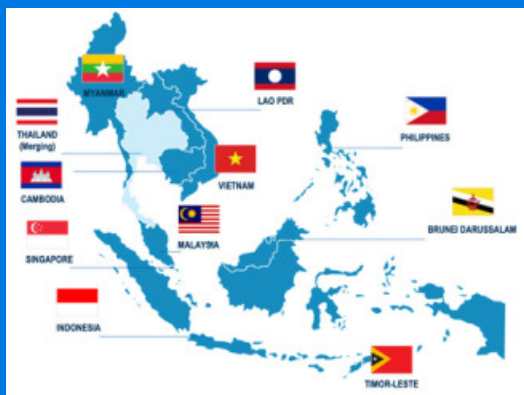 MYANMAR
LAO PDR
THAILAND
(Merging)
PHILIPPINES
CAMBODIA
VIETNAM
BRUNEI DARUSSALAM
MALAYSIA
SINGAPORE
INDONESIA
TIMOR-LESTE